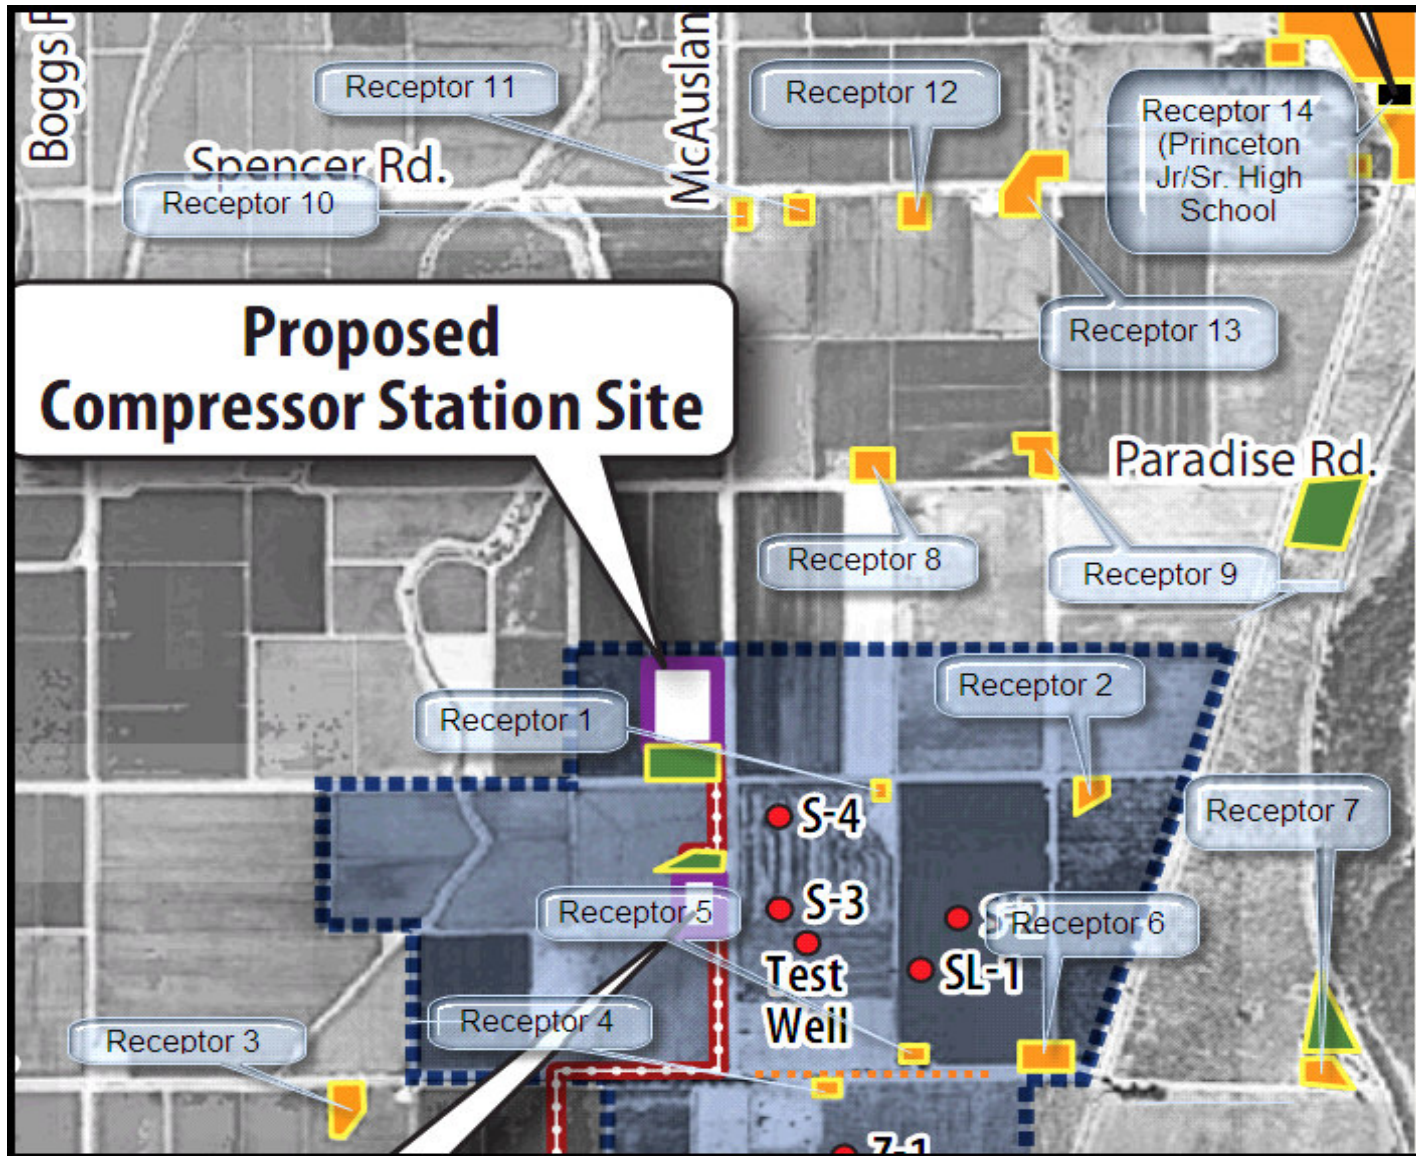 Boggs
McAuslan
Receptor 11
Receptor 12
Receptor 14
(Princeton
Jr/Sr. High
School
Spencer Rd.
Receptor 10
Proposed
Compressor Station Site
Receptor 13
Paradise Rd.
Receptor 8
Receptor 9
Receptor 1
Receptor 2
S-4
Receptor 7
Receptor 5
S-3
Receptor 6
Test
Well
SL-1
Receptor 3
Receptor 4
7-1